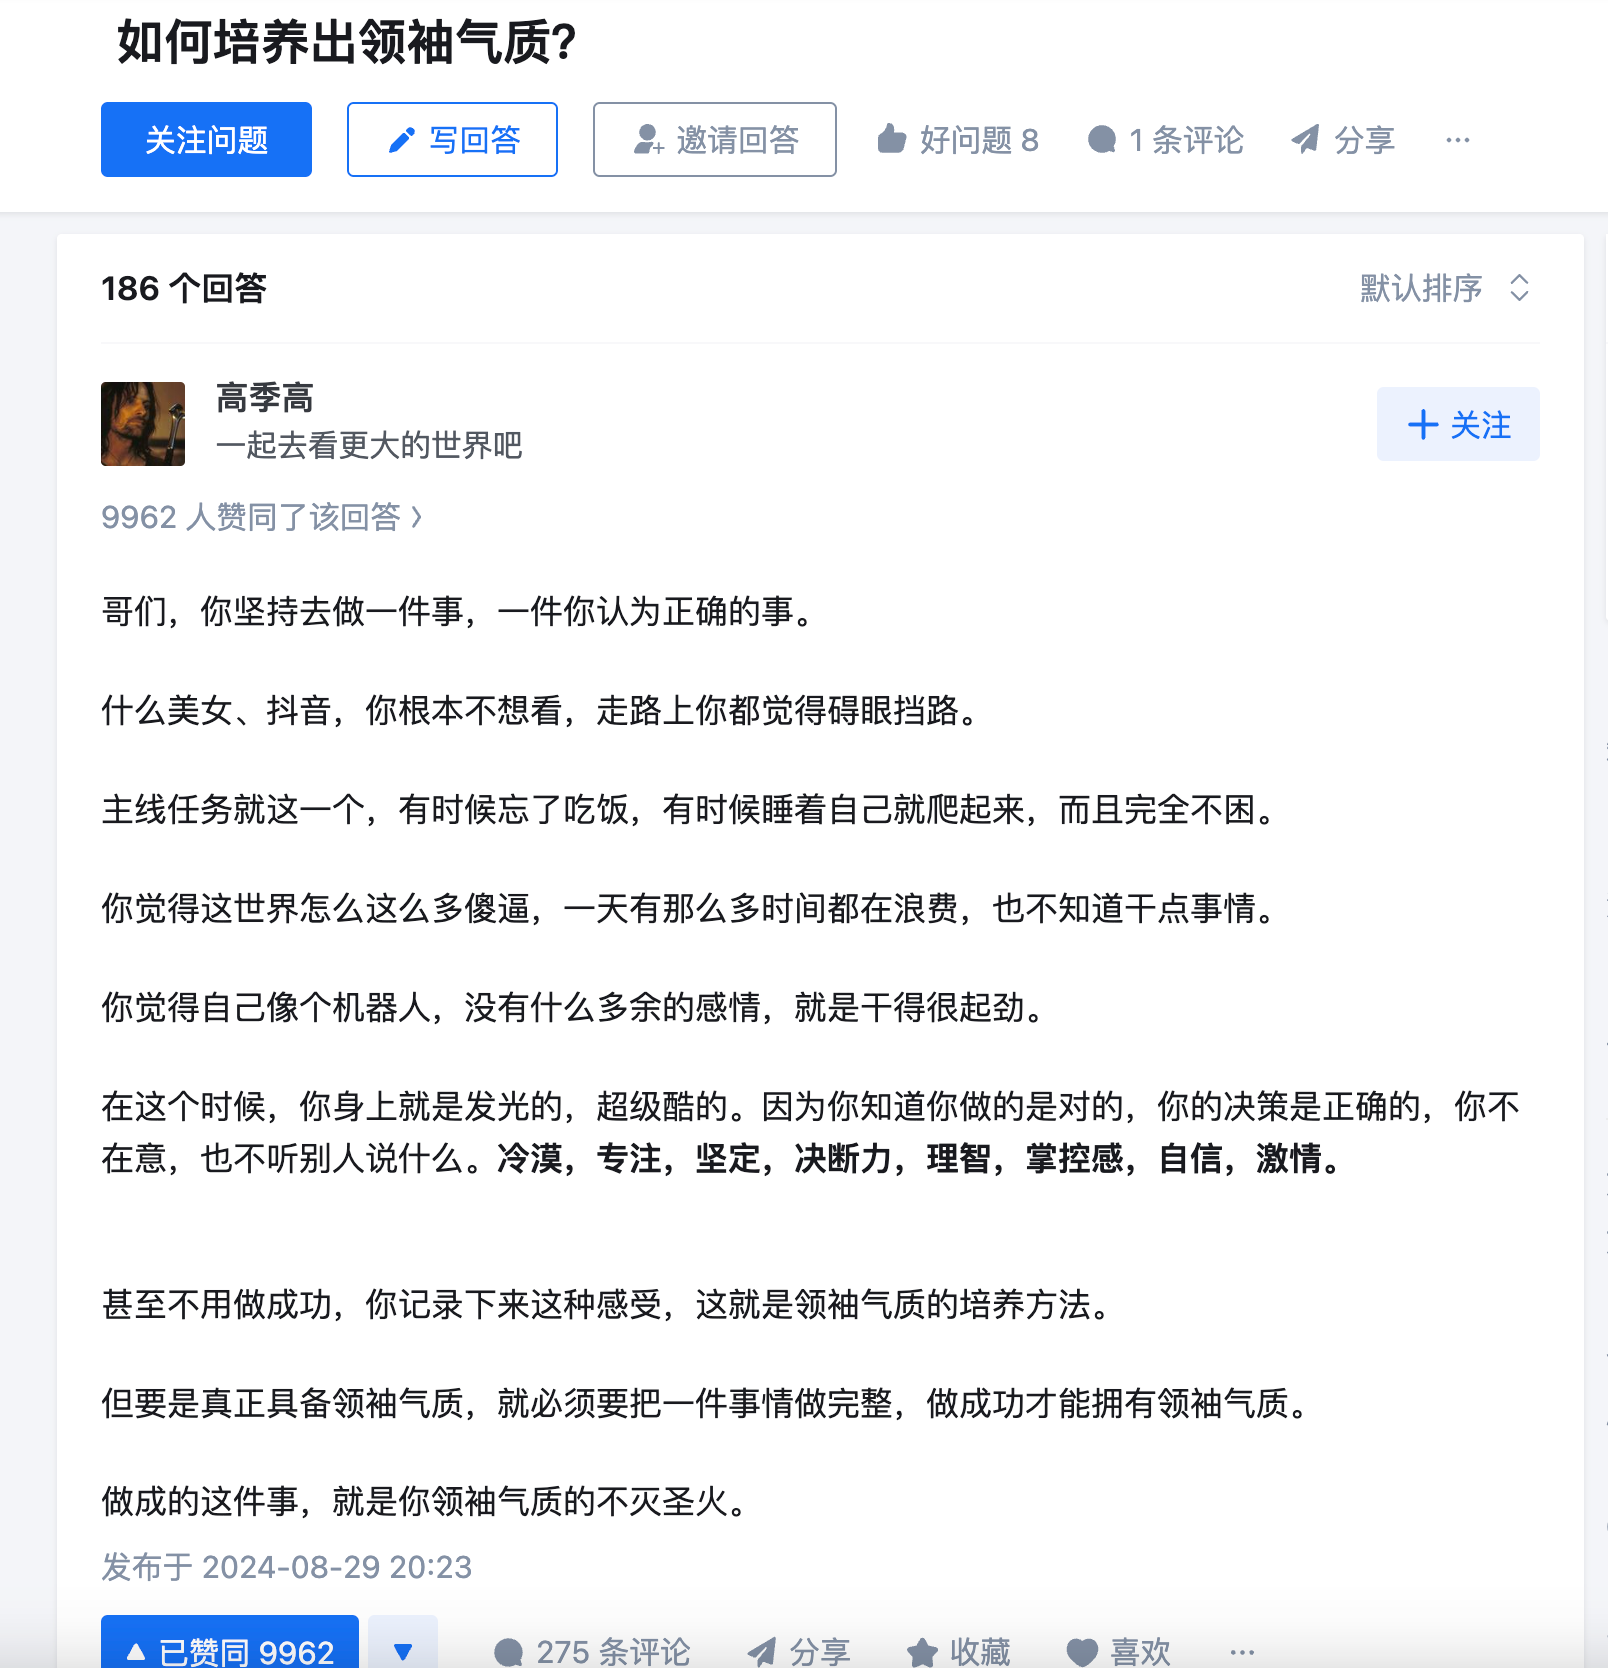 如何培养出领袖气质?
关注问题
写回答
邀请回答
好问题 8
1 条评论
分享
186 个回答
默认排序
高季高
一起去看更大的世界吧
关注
9962 人赞同了该回答
哥们，你坚持去做一件事，一件你认为正确的事。
什么美女、抖音，你根本不想看，走路上你都觉得碍眼挡路。
主线任务就这一个，有时候忘了吃饭，有时候睡着自己就爬起来，而且完全不困。
你觉得这世界怎么这么多傻逼，一天有那么多时间都在浪费，也不知道干点事情。
你觉得自己像个机器人，没有什么多余的感情，就是干得很起劲。
在这个时候，你身上就是发光的，超级酷的。因为你知道你做的是对的，你的决策是正确的，你不
在意，也不听别人说什么。冷漠，专注，坚定，决断力，理智，掌控感，自信，激情。
甚至不用做成功，你记录下来这种感受，这就是领袖气质的培养方法。
但要是真正具备领袖气质，就必须要把一件事情做完整，做成功才能拥有领袖气质。
做成的这件事，就是你领袖气质的不灭圣火。
发布于 2024-08-29 20:23
已赞同 9962
275 条评论
分享
收藏
喜欢